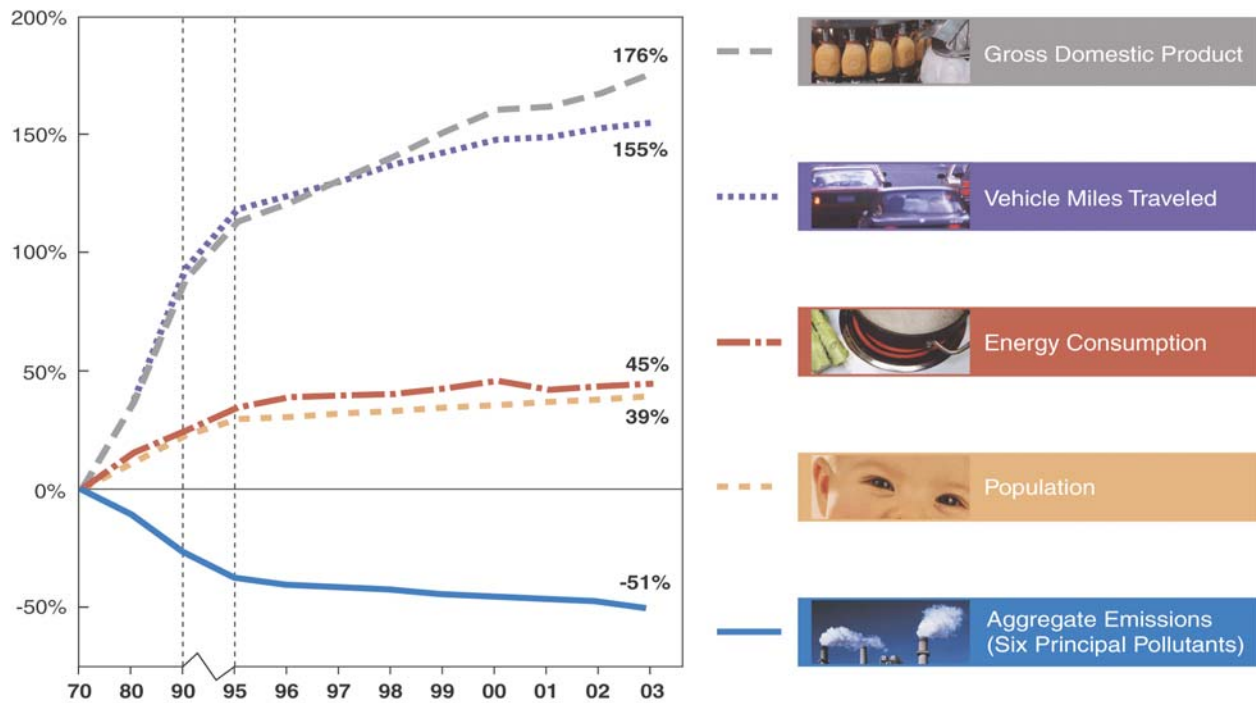 200%
150%
100%
50%
0%
-50%
70 80 90 95 96 97 98 99 00 01 02 03
176%
155%
45%
39%
-51%
Gross Domestic Product
Vehicle Miles Traveled
Energy Consumption
Population
Aggregate Emissions
(Six Principal Pollutants)